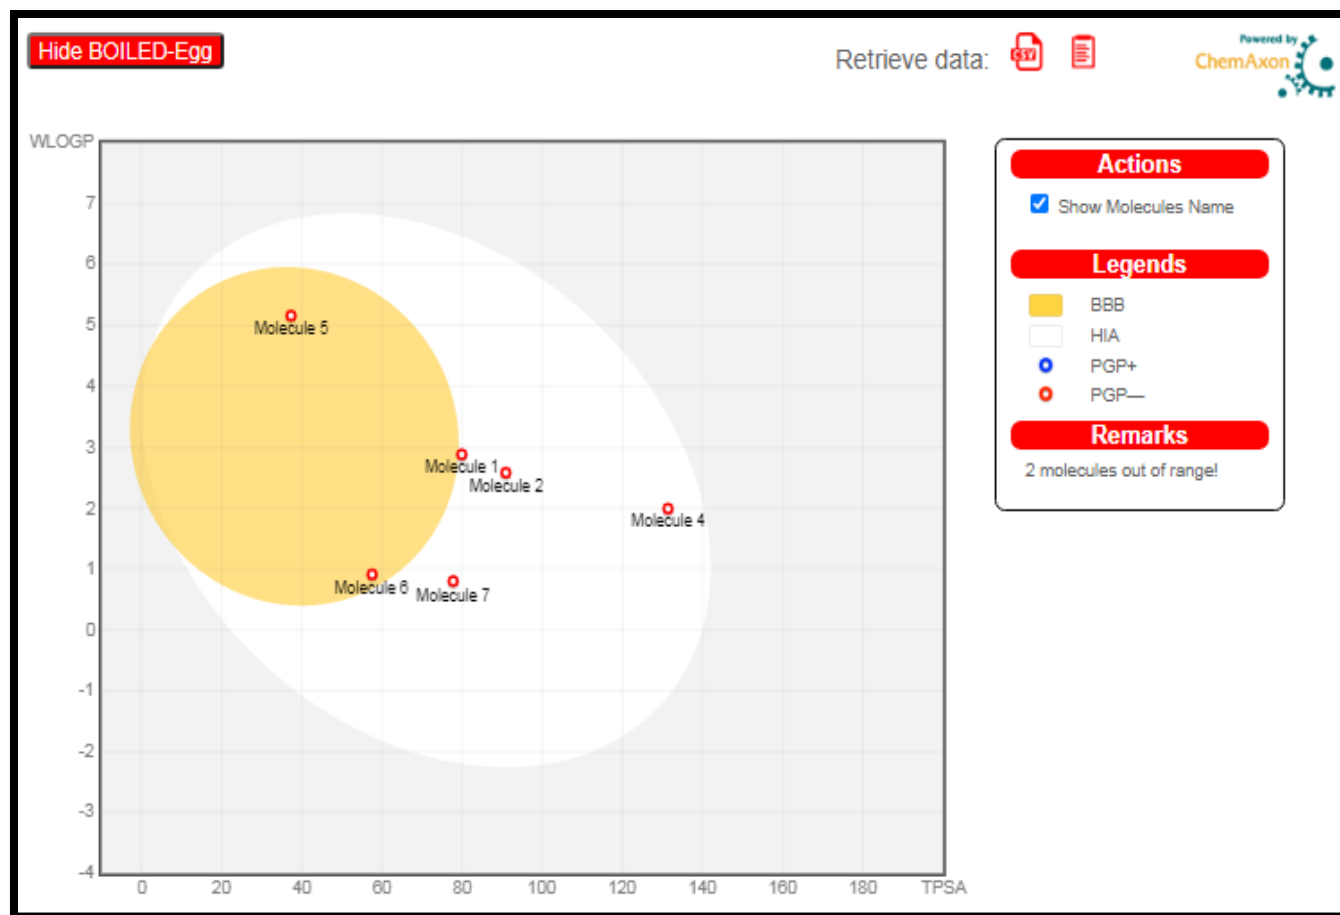 Hide BOILED-Egg
Retrieve data:
CSV
Powered by
ChemAxon
WLOGP
7
6
5
4
3
2
1
0
-1
-2
-3
-4
0 20 40 60 80 100 120 140 160 180 TPSA
Molecule 5
Molecule 1
Molecule 2
Molecule 4
Molecule 6
Molecule 7
Actions
Show Molecules Name
Legends
BBB
HIA
PGP+
PGP—
Remarks
2 molecules out of range!